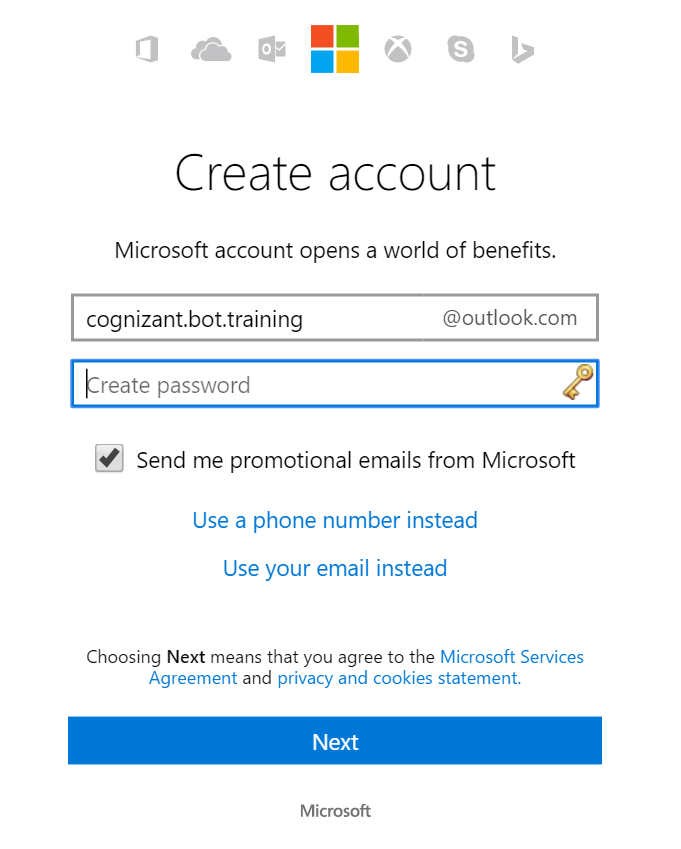 Create account
Microsoft account opens a world of benefits.
cognizant.bot.training @outlook.com
Create password
Send me promotional emails from Microsoft
Use a phone number instead
Use your email instead
Choosing Next means that you agree to the Microsoft Services
Agreement and privacy and cookies statement.
Next
Microsoft